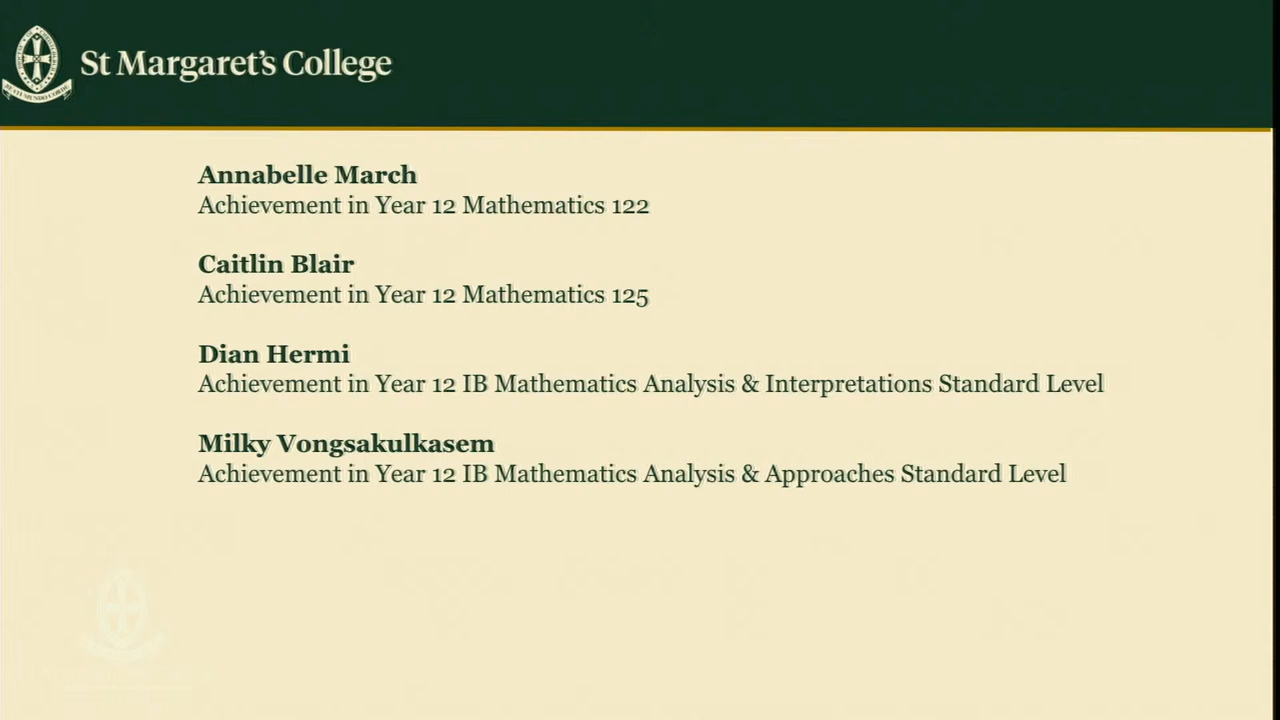 St Margaret's College
Annabelle March
Achievement in Year 12 Mathematics 122
Caitlin Blair
Achievement in Year 12 Mathematics 125
Dian Hermi
Achievement in Year 12 IB Mathematics Analysis & Interpretations Standard Level
Milky Vongsakulkasem
Achievement in Year 12 IB Mathematics Analysis & Approaches Standard Level